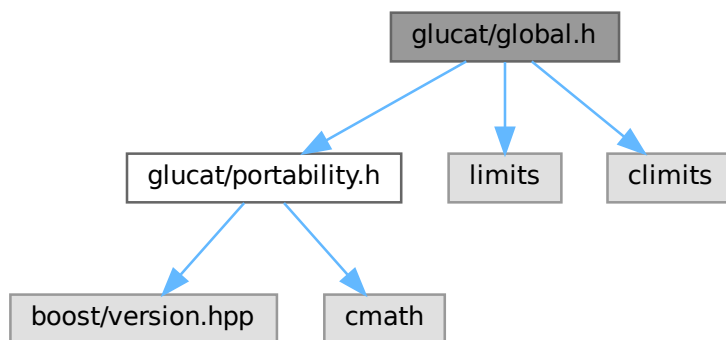 glucat/global.h
glucat/portability.h
limits
climits
boost/version.hpp
cmath